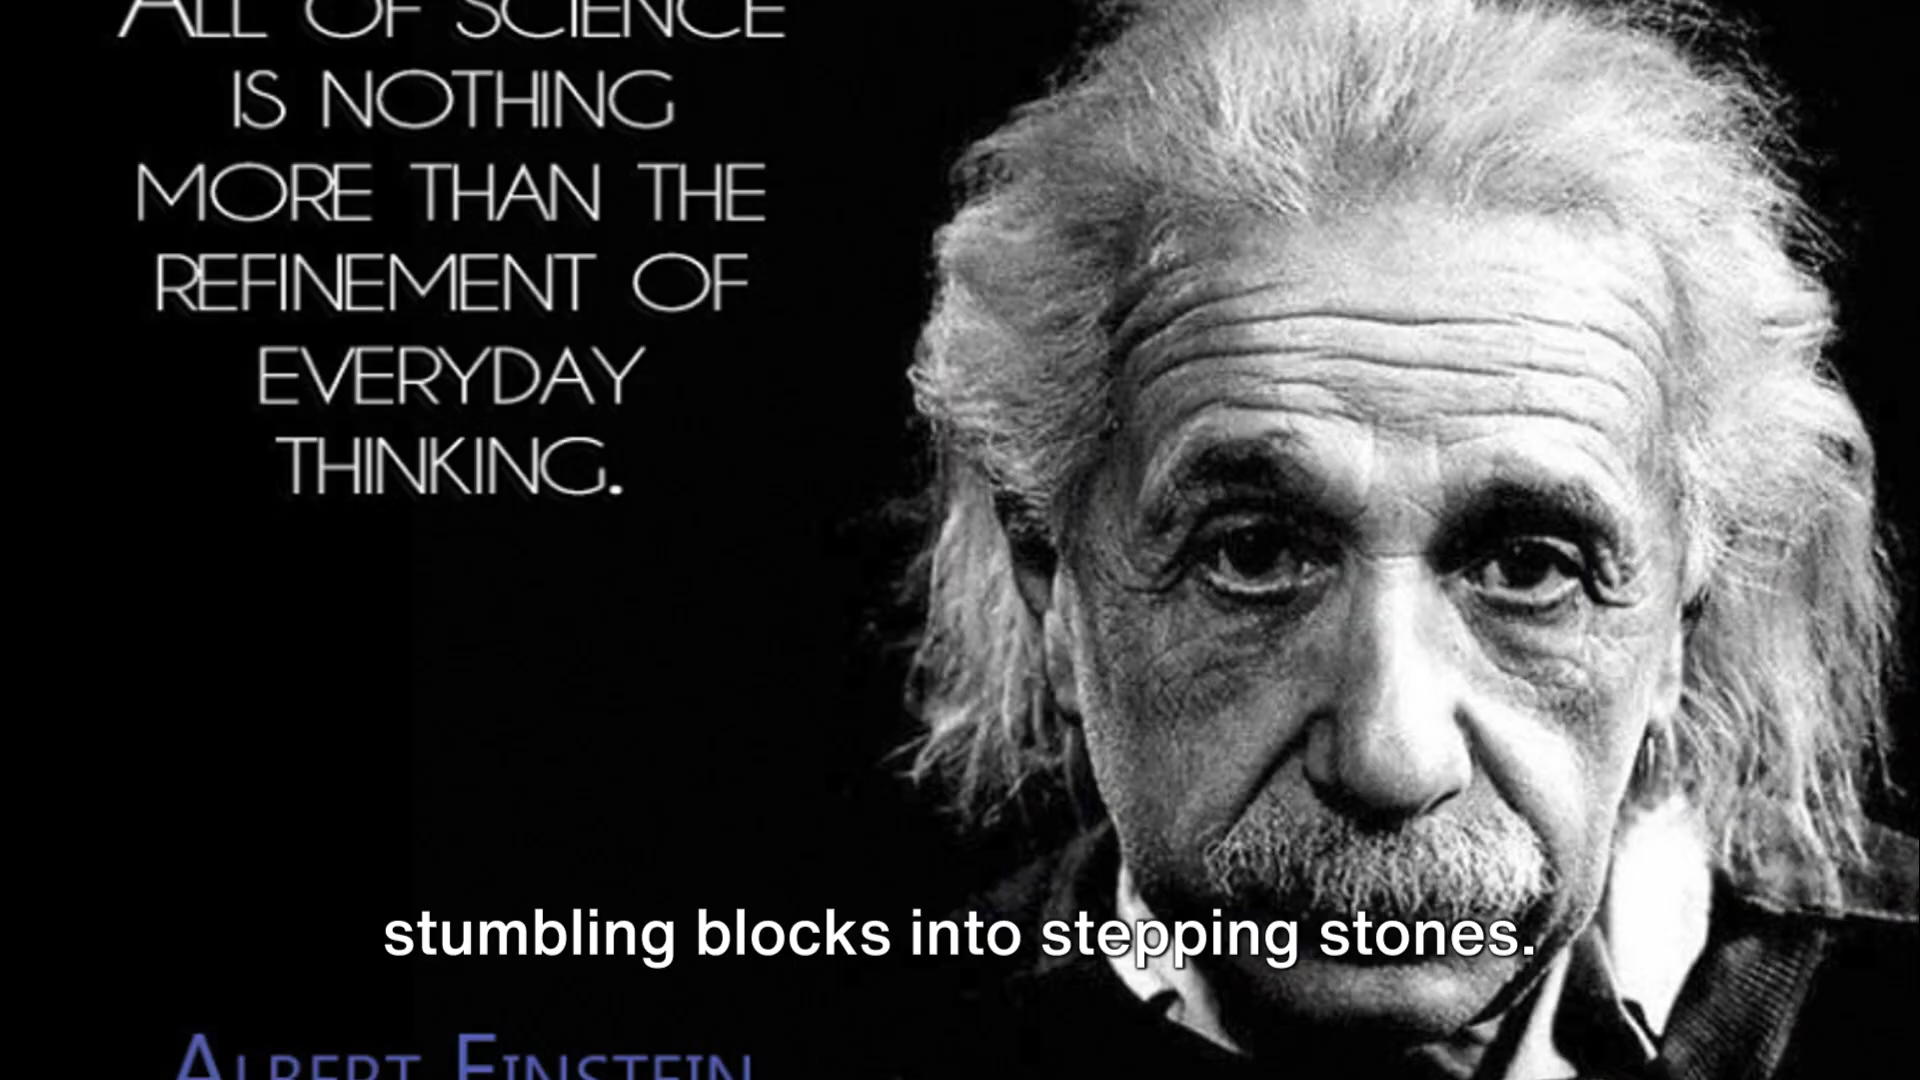 ALL OF SCIENCE
IS NOTHING
MORE THAN THE
REFINEMENT OF
EVERYDAY
THINKING.
stumbling blocks into stepping stones.
ALBERT EINSTEIN